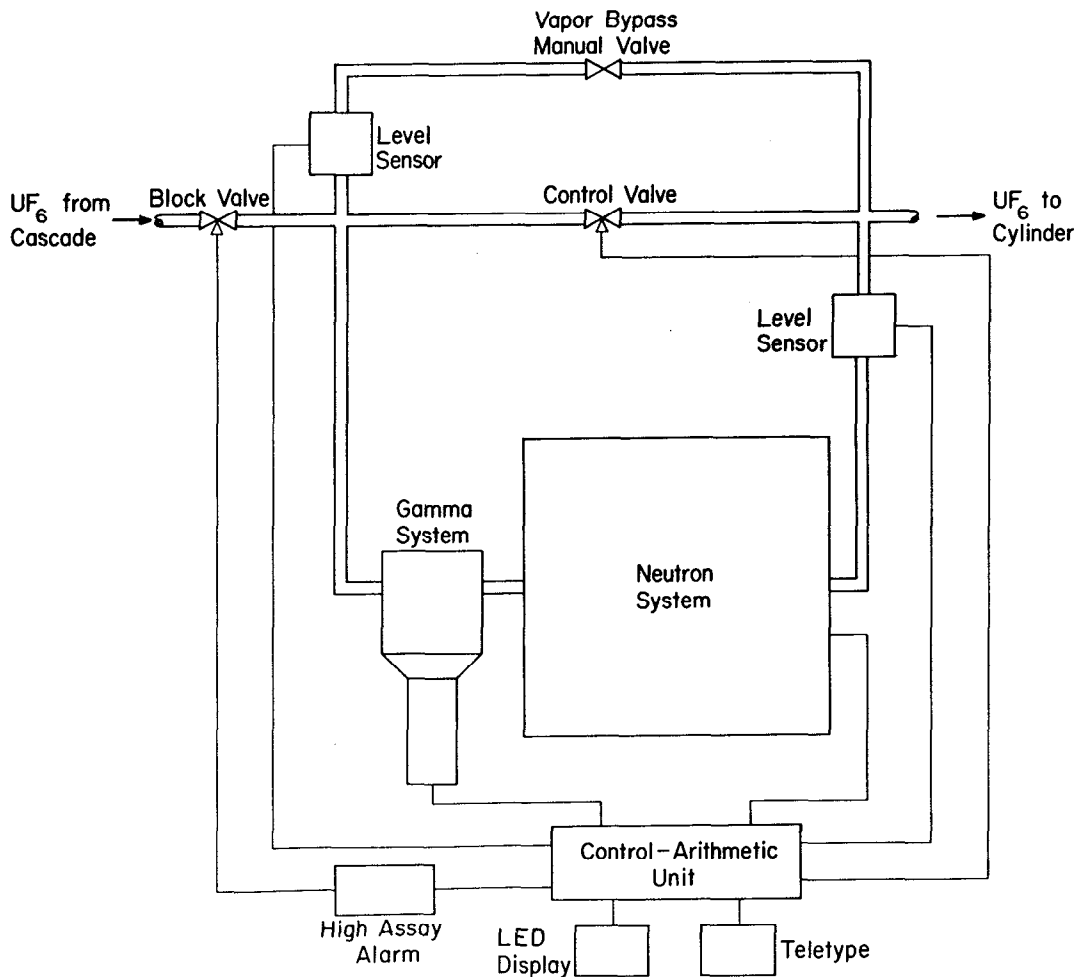 Vapor Bypass
Manual Valve
Level
Sensor
Block Valve
Control Valve
UF6 from
Cascade
UF6 to
Cylinder
Level
Sensor
Gamma
System
Neutron
System
Control-Arithmetic
Unit
High Assay
Alarm
LED
Display
Teletype